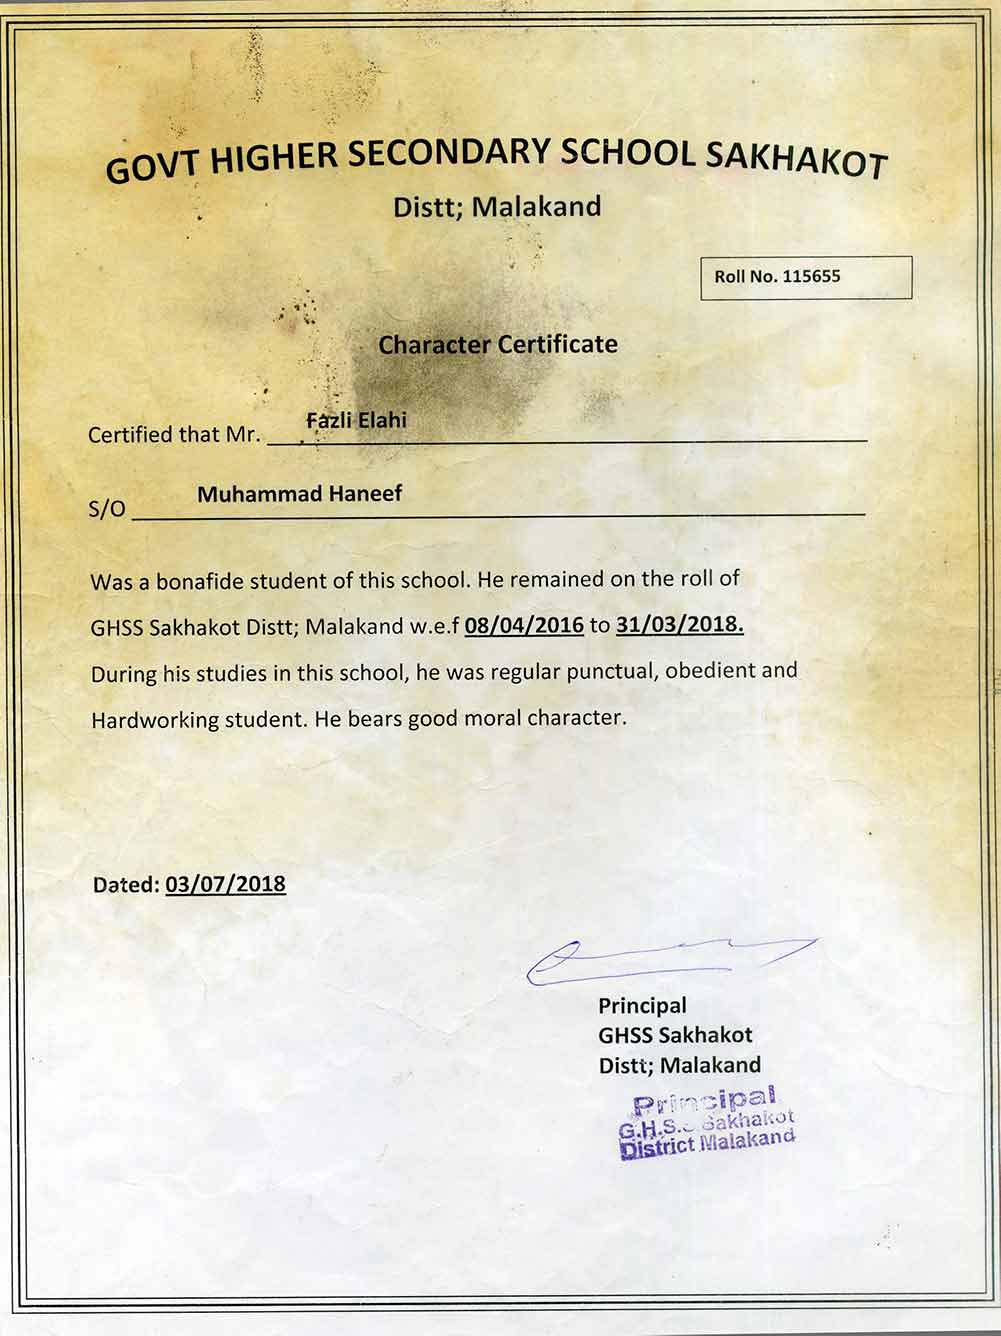 GOVT HIGHER SECONDARY SCHOOL SAKHAKOT
Distt; Malakand
Roll No. 115655
Character Certificate
Certified that Mr. Fazli Elahi
S/O Muhammad Haneef
Was a bonafide student of this school. He remained on the roll of
GHSS Sakhakot Distt; Malakand w.e.f 08/04/2016 to 31/03/2018.
During his studies in this school, he was regular punctual, obedient and
Hardworking student. He bears good moral character.
Dated: 03/07/2018
Principal
GHSS Sakhakot
Distt; Malakand
Principal
G.H.S.S Sakhakot
District Malakand